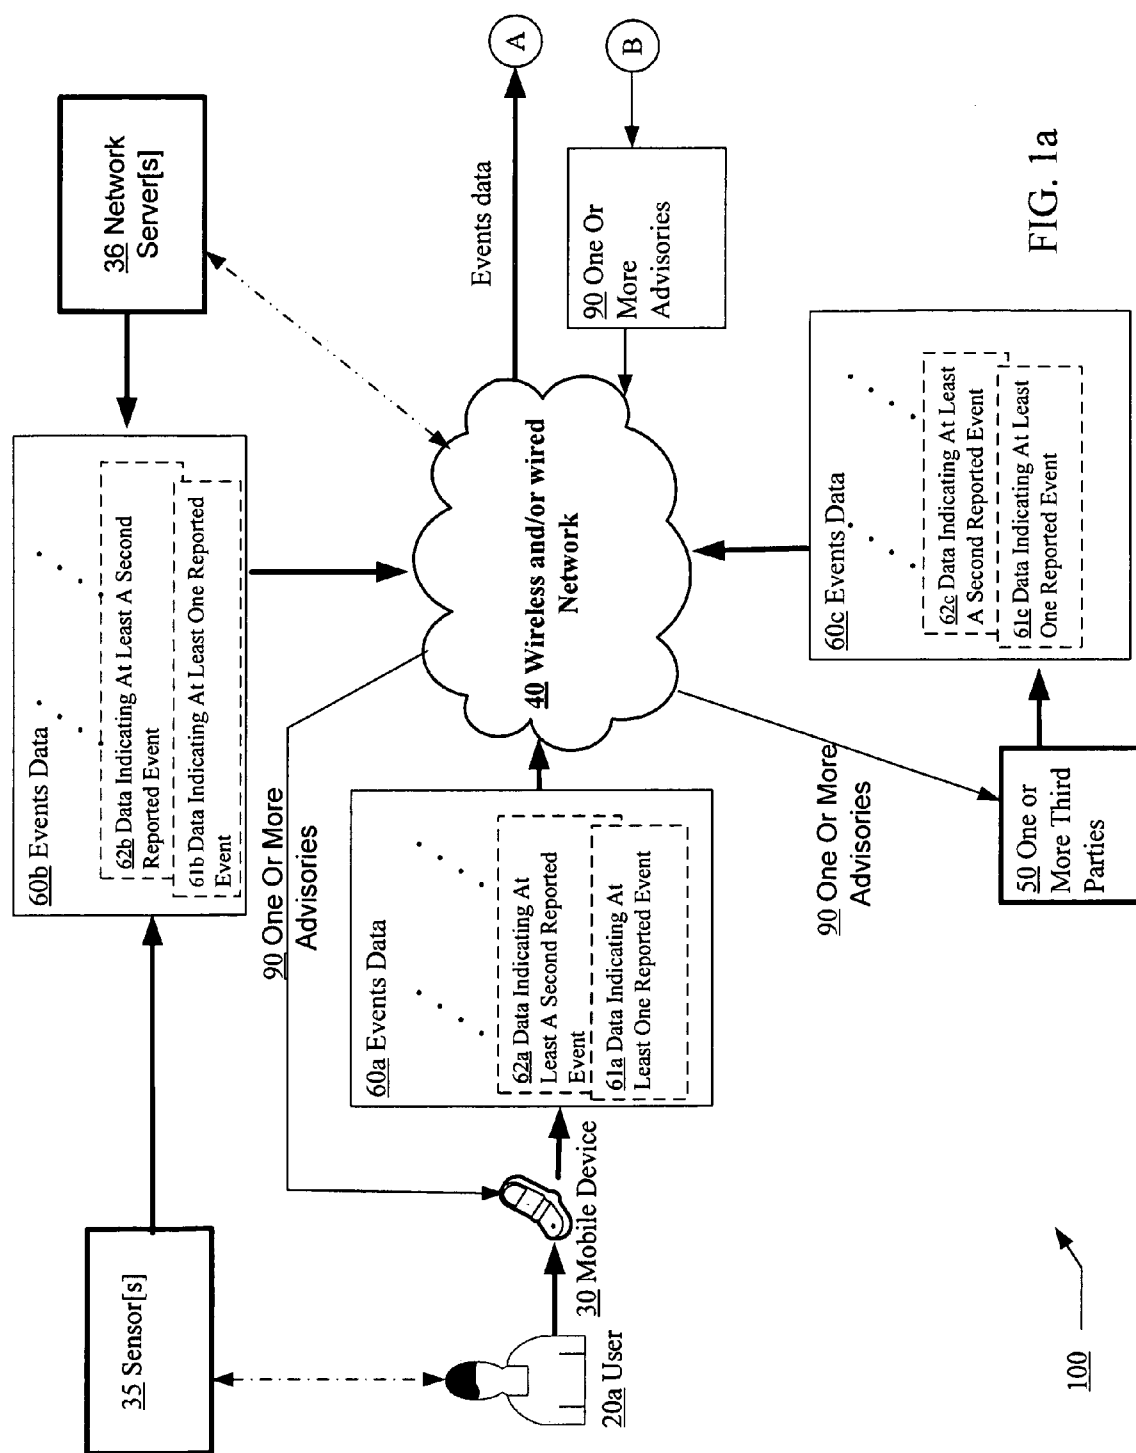 35 Sensor[s]
60b Events Data
62b Data Indicating At Least A Second
Reported Event
61b Data Indicating At Least One Reported
Event
36 Network
Server[s]
90 One Or More
Advisories
20a User
30 Mobile Device
60a Events Data
62a Data Indicating At
Least A Second Reported
Event
61a Data Indicating At
Least One Reported Event
40 Wireless and/or wired
Network
Events data
A
B
90 One Or
More
Advisories
90 One Or More
Advisories
50 One or
More Third
Parties
60c Events Data
62c Data Indicating At Least
A Second Reported Event
61c Data Indicating At Least
One Reported Event
100
FIG. 1a